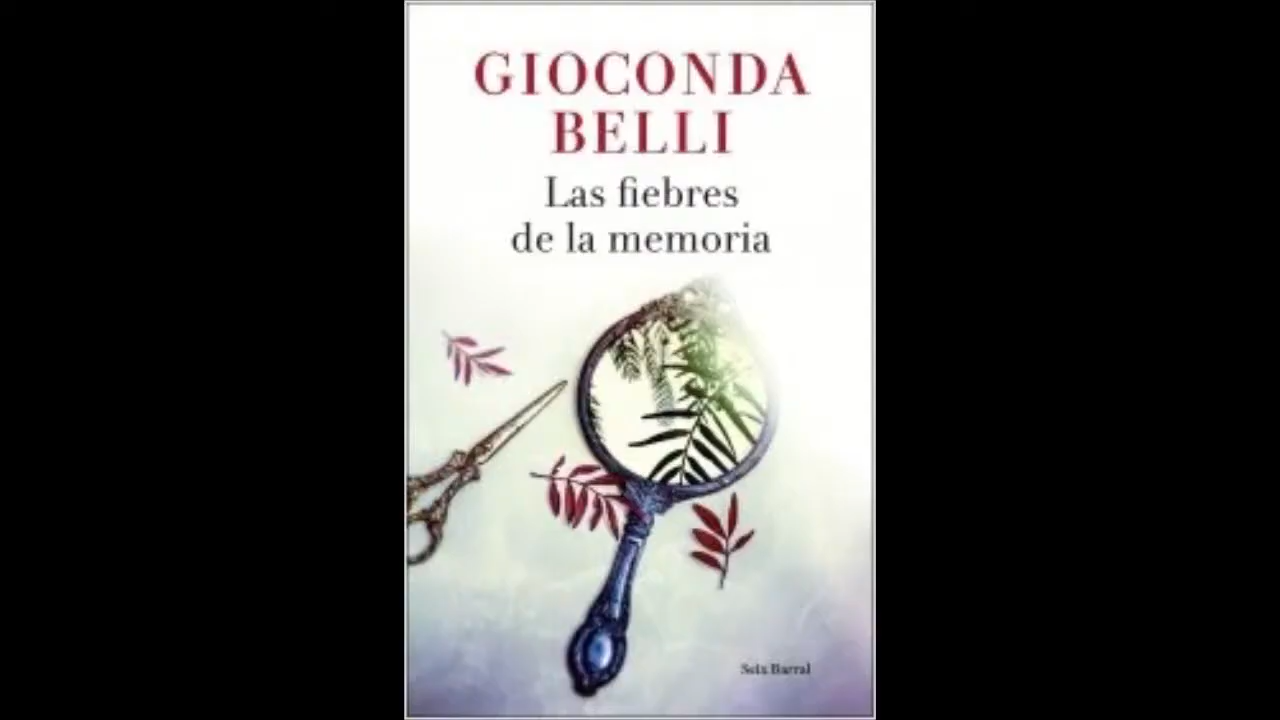 GIOCONDA
BELLI
Las fiebres
de la memoria
Seix Barral